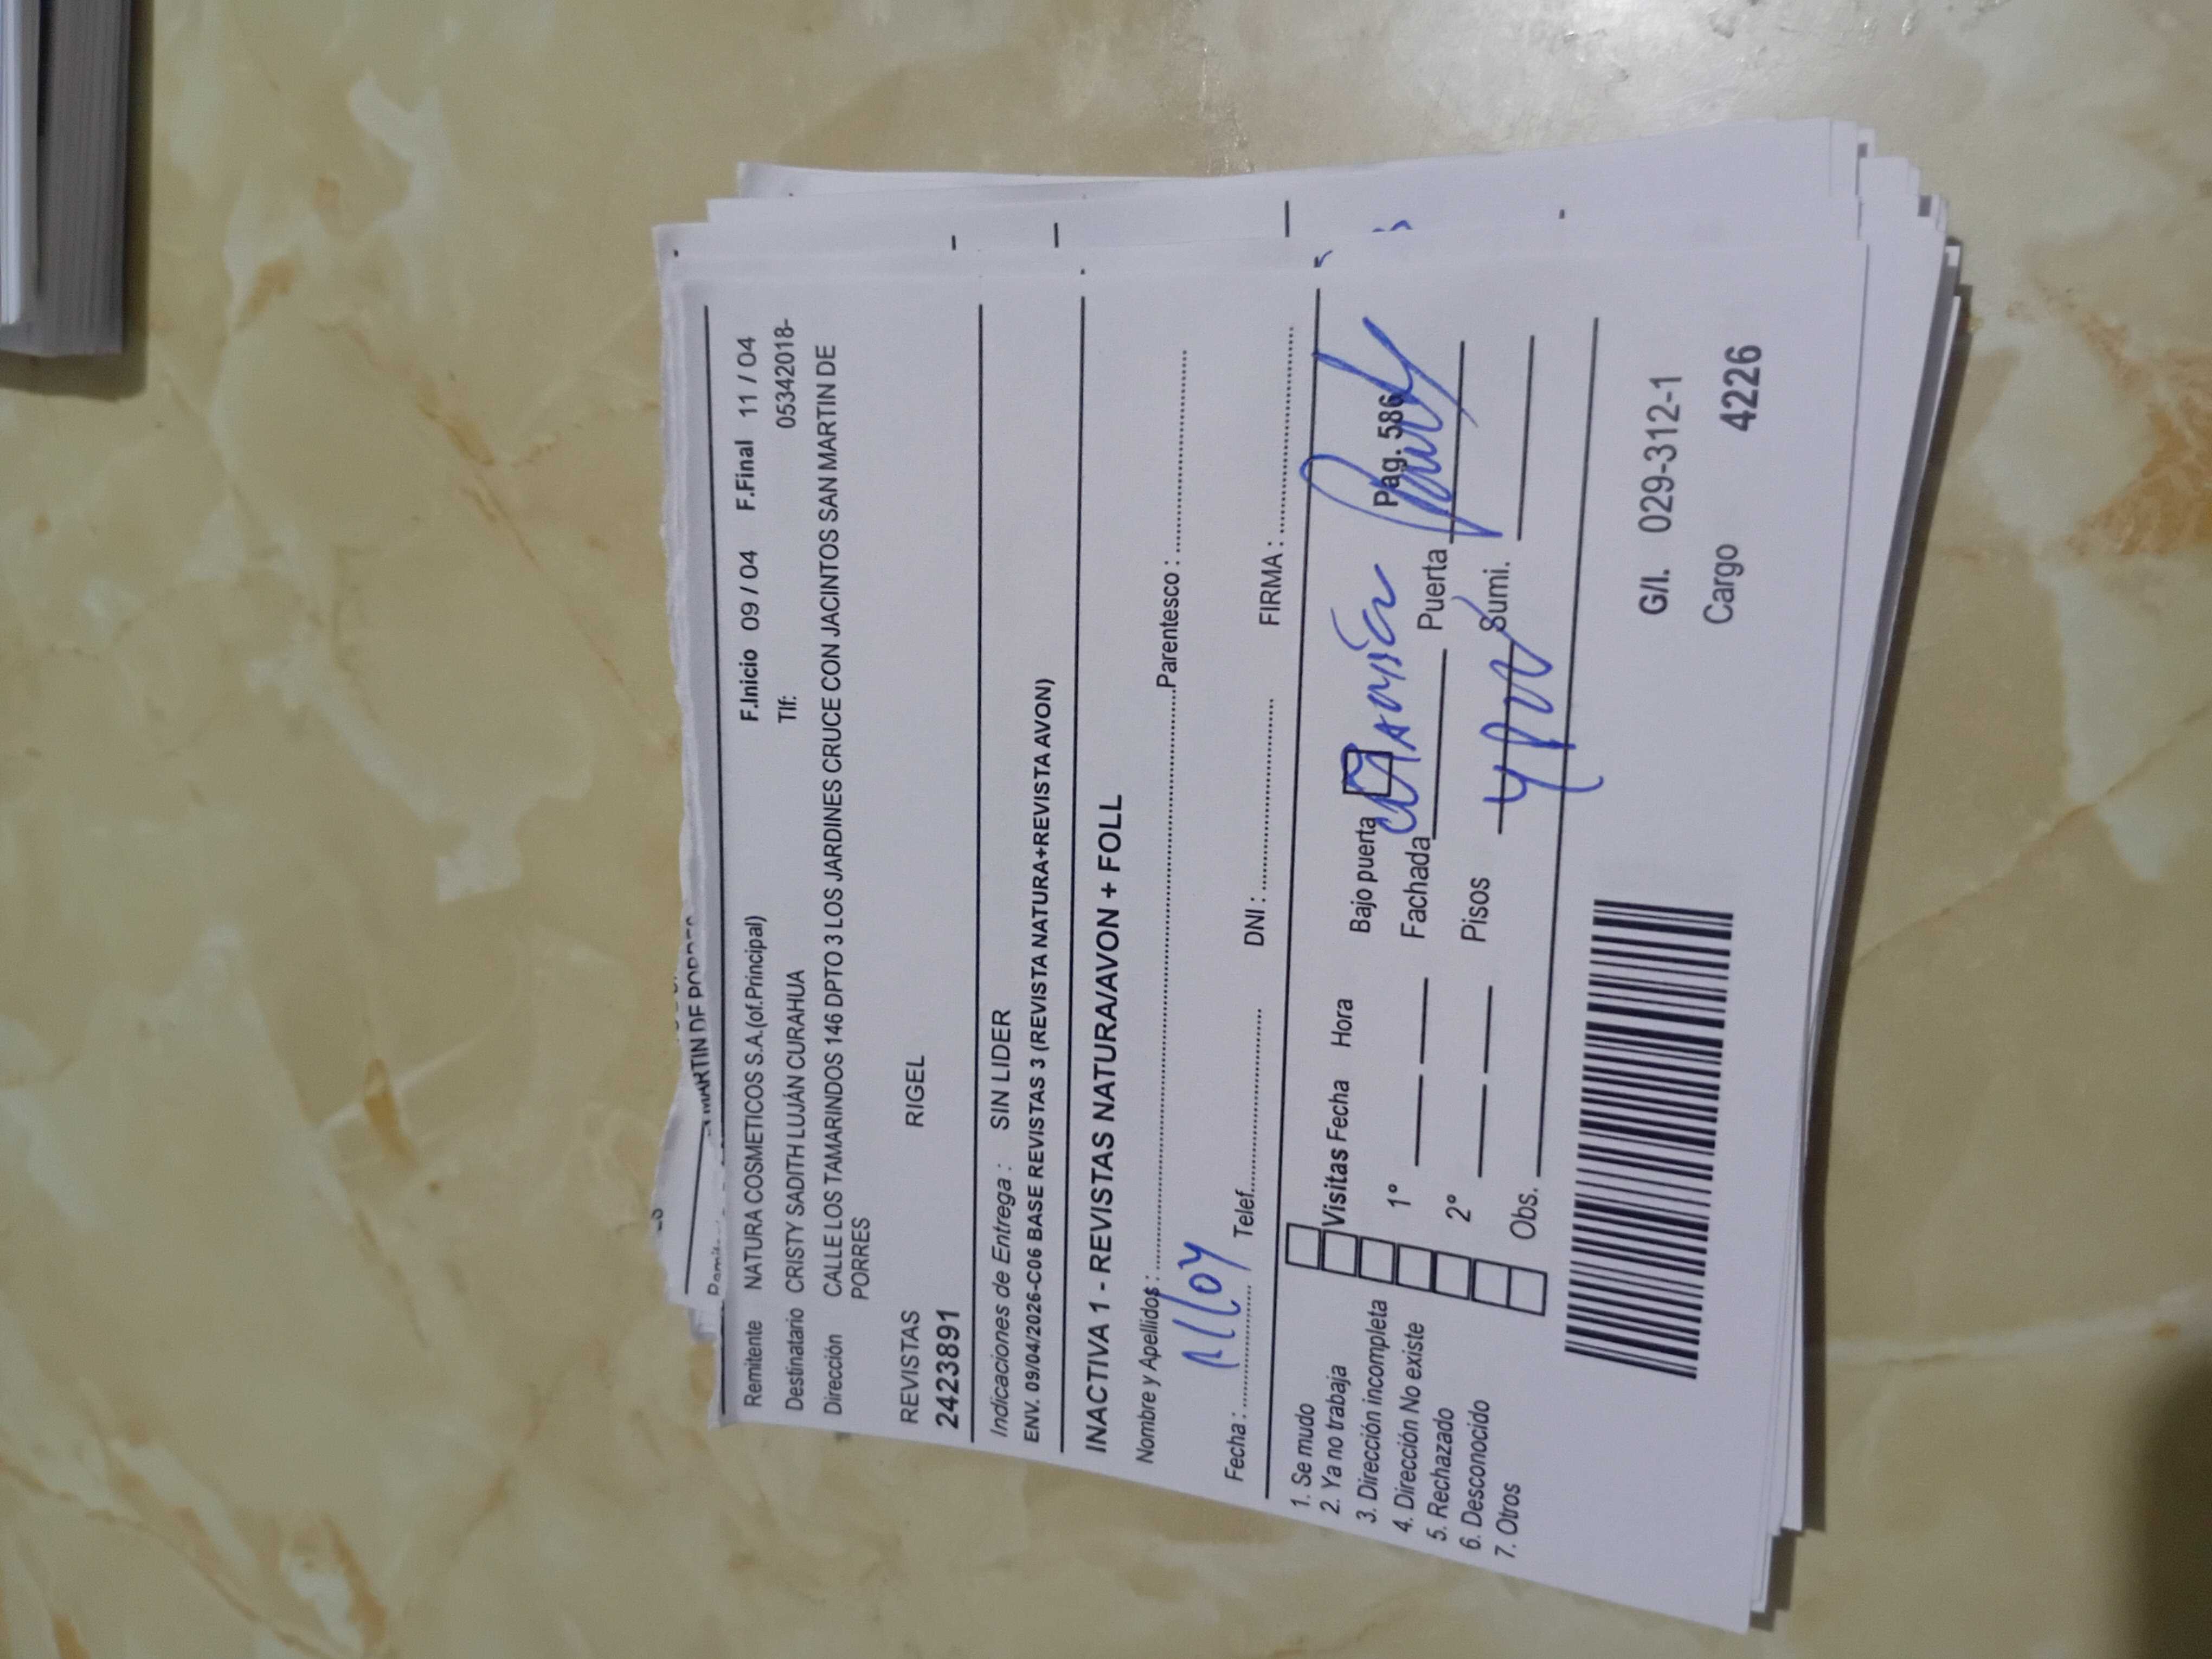 MARTIN DE PORRES
Remitente NATURA COSMETICOS S.A.(of.Principal) F.Inicio 09 / 04 F.Final 11 / 04
Destinatario CRISTY SADITH LUJÁN CURAHUA Tlf: 05342018-
Dirección CALLE LOS TAMARINDOS 146 DPTO 3 LOS JARDINES CRUCE CON JACINTOS SAN MARTIN DE
PORRES
REVISTAS RIGEL
2423891
Indicaciones de Entrega : SIN LIDER
ENV. 09/04/2026-C06 BASE REVISTAS 3 (REVISTA NATURA+REVISTA AVON)
INACTIVA 1 - REVISTAS NATURA/AVON + FOLL
Nombre y Apellidos : Parentesco :
Fecha : Telef. DNI : FIRMA :
1. Se mudo
2. Ya no trabaja Visitas Fecha Hora Bajo puerta Pág. 586
3. Dirección incompleta 1° Fachada Puerta
4. Dirección No existe
5. Rechazado 2° Pisos Sumi.
6. Desconocido
7. Otros Obs.
G/I. 029-312-1
Cargo 4226